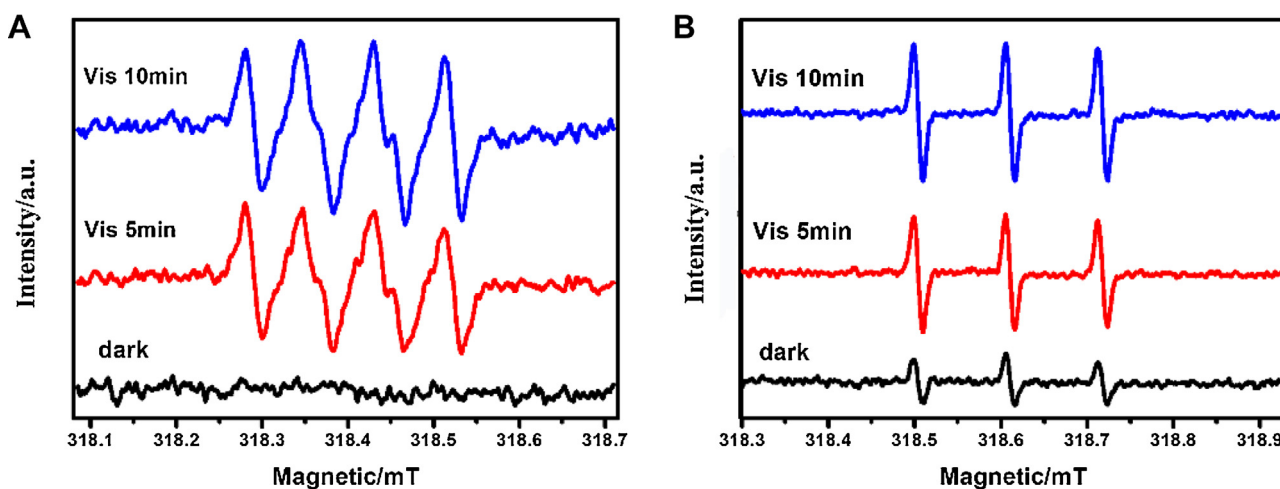 A
Vis 10min
Vis 5min
dark
Intensity/a.u.
318.1 318.2 318.3 318.4 318.5 318.6 318.7
Magnetic/mT
B
Vis 10min
Vis 5min
dark
Intensity/a.u.
318.3 318.4 318.5 318.6 318.7 318.8 318.9
Magnetic/mT